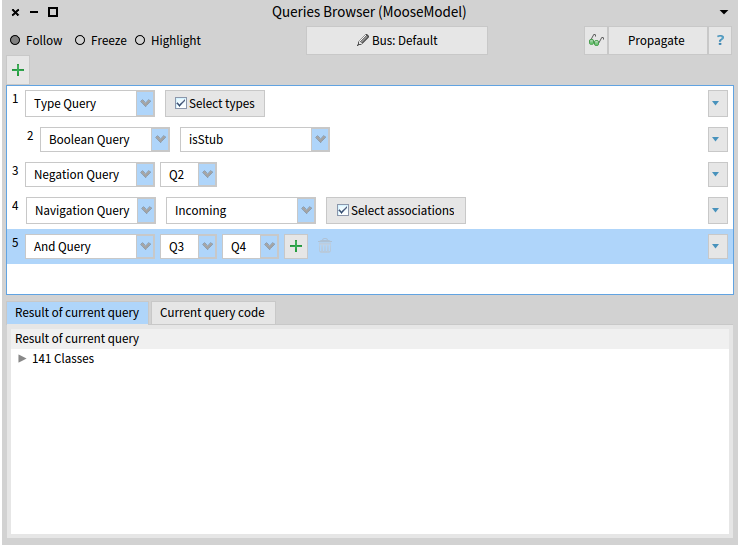 Queries Browser (MooseModel)
Follow Freeze Highlight Bus: Default Propagate ?
1 Type Query Select types
2 Boolean Query isStub
3 Negation Query Q2
4 Navigation Query Incoming Select associations
5 And Query Q3 Q4
Result of current query Current query code
Result of current query
141 Classes